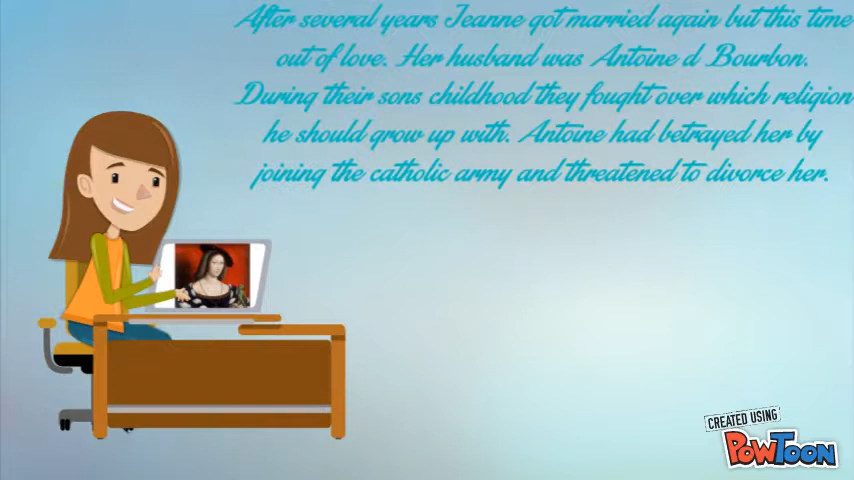 After several years Jeanne got married again but this time
out of love. Her husband was Antoine d Bourbon.
During their sons childhood they fought over which religion
he should grow up with. Antoine had betrayed her by
joining the catholic army and threatened to divorce her.
CREATED USING
POWTOON